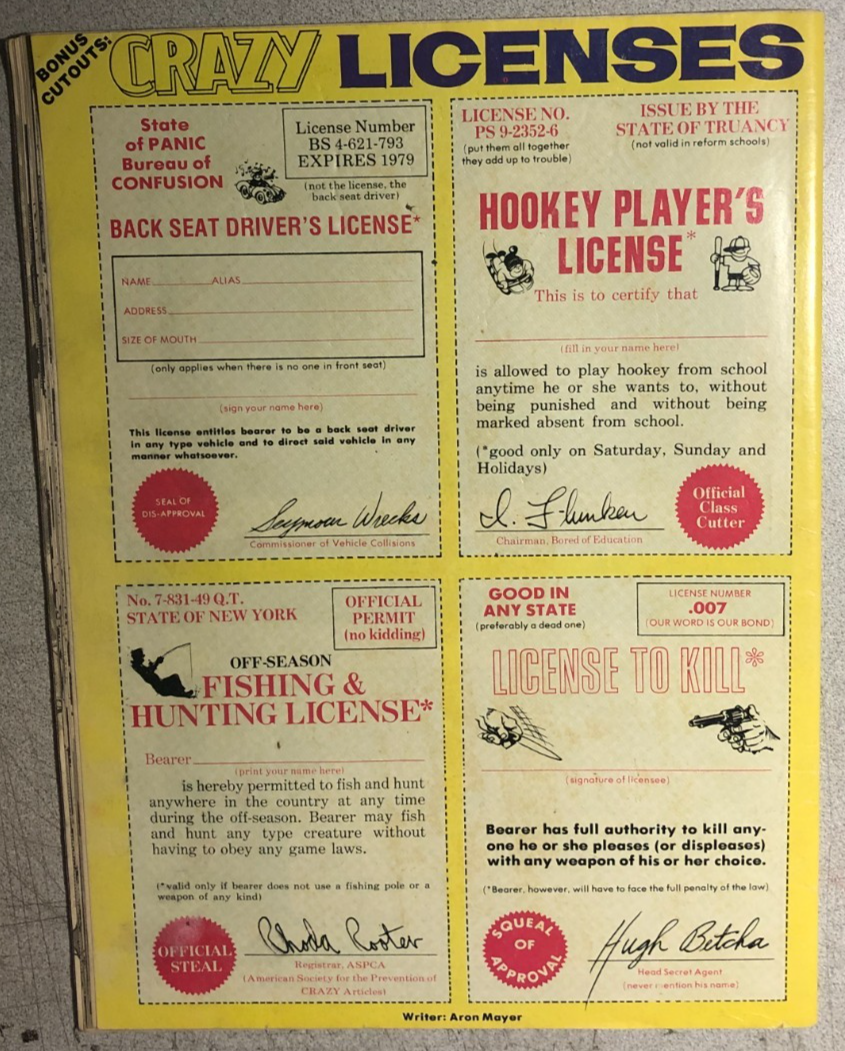 BONUS
CUTOUTS:
CRAZY LICENSES
State
of PANIC
Bureau of
CONFUSION
License Number
BS 4-621-793
EXPIRES 1979
(not the license, the
back seat driver)
BACK SEAT DRIVER'S LICENSE*
NAME ALIAS
ADDRESS
SIZE OF MOUTH
(only applies when there is no one in front seat)
(sign your name here)
This license entitles bearer to be a back seat driver
in any type vehicle and to direct said vehicle in any
manner whatsoever.
SEAL OF
DIS-APPROVAL
Seymour Wrecks
Commissioner of Vehicle Collisions
LICENSE NO.
PS 9-2352-6
(put them all together
they add up to trouble)
ISSUE BY THE
STATE OF TRUANCY
(not valid in reform schools)
HOOKEY PLAYER'S
LICENSE*
This is to certify that
(fill in your name here)
is allowed to play hookey from school
anytime he or she wants to, without
being punished and without being
marked absent from school.
(*good only on Saturday, Sunday and
Holidays)
I. Flunken
Chairman, Bored of Education
Official
Class
Cutter
No. 7-831-49 Q.T.
STATE OF NEW YORK
OFFICIAL
PERMIT
(no kidding)
OFF-SEASON
FISHING &
HUNTING LICENSE*
Bearer
(print your name here)
is hereby permitted to fish and hunt
anywhere in the country at any time
during the off-season. Bearer may fish
and hunt any type creature without
having to obey any game laws.
(*valid only if bearer does not use a fishing pole or a
weapon of any kind)
OFFICIAL
STEAL
Rhoda Rooter
Registrar, ASPCA
(American Society for the Prevention of
CRAZY Articles)
GOOD IN
ANY STATE
(preferably a dead one)
LICENSE NUMBER
.007
(OUR WORD IS OUR BOND)
LICENSE TO KILL*
(signature of licensee)
Bearer has full authority to kill any-
one he or she pleases (or displeases)
with any weapon of his or her choice.
(*Bearer, however, will have to face the full penalty of the law)
SQUEAL
OF
APPROVAL
Hugh Betcha
Head Secret Agent
(never mention his name)
Writer: Aron Mayer